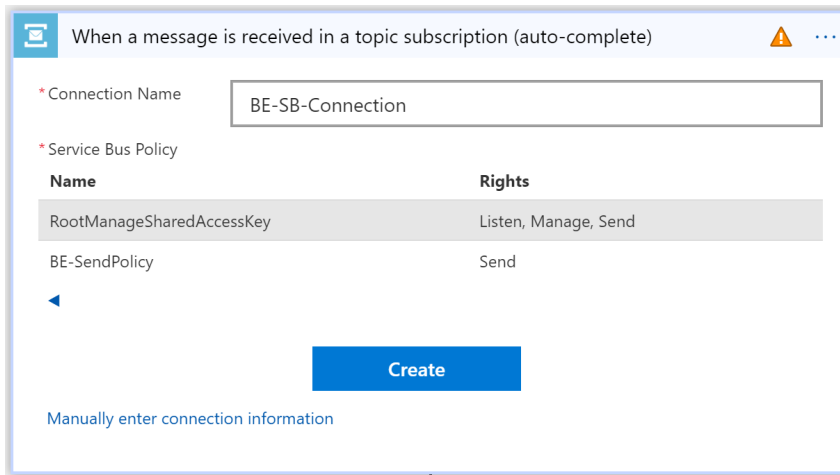 When a message is received in a topic subscription (auto-complete)
* Connection Name
BE-SB-Connection
* Service Bus Policy
Name Rights
RootManageSharedAccessKey Listen, Manage, Send
BE-SendPolicy Send
Create
Manually enter connection information